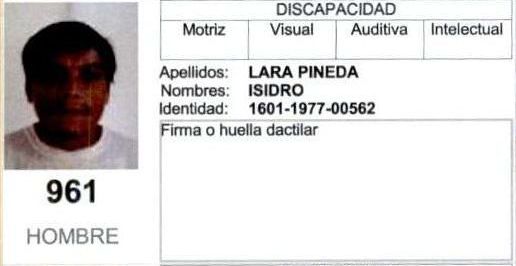 DISCAPACIDAD
Motriz Visual Auditiva Intelectual
Apellidos: LARA PINEDA
Nombres: ISIDRO
Identidad: 1601-1977-00562
Firma o huella dactilar
961
HOMBRE